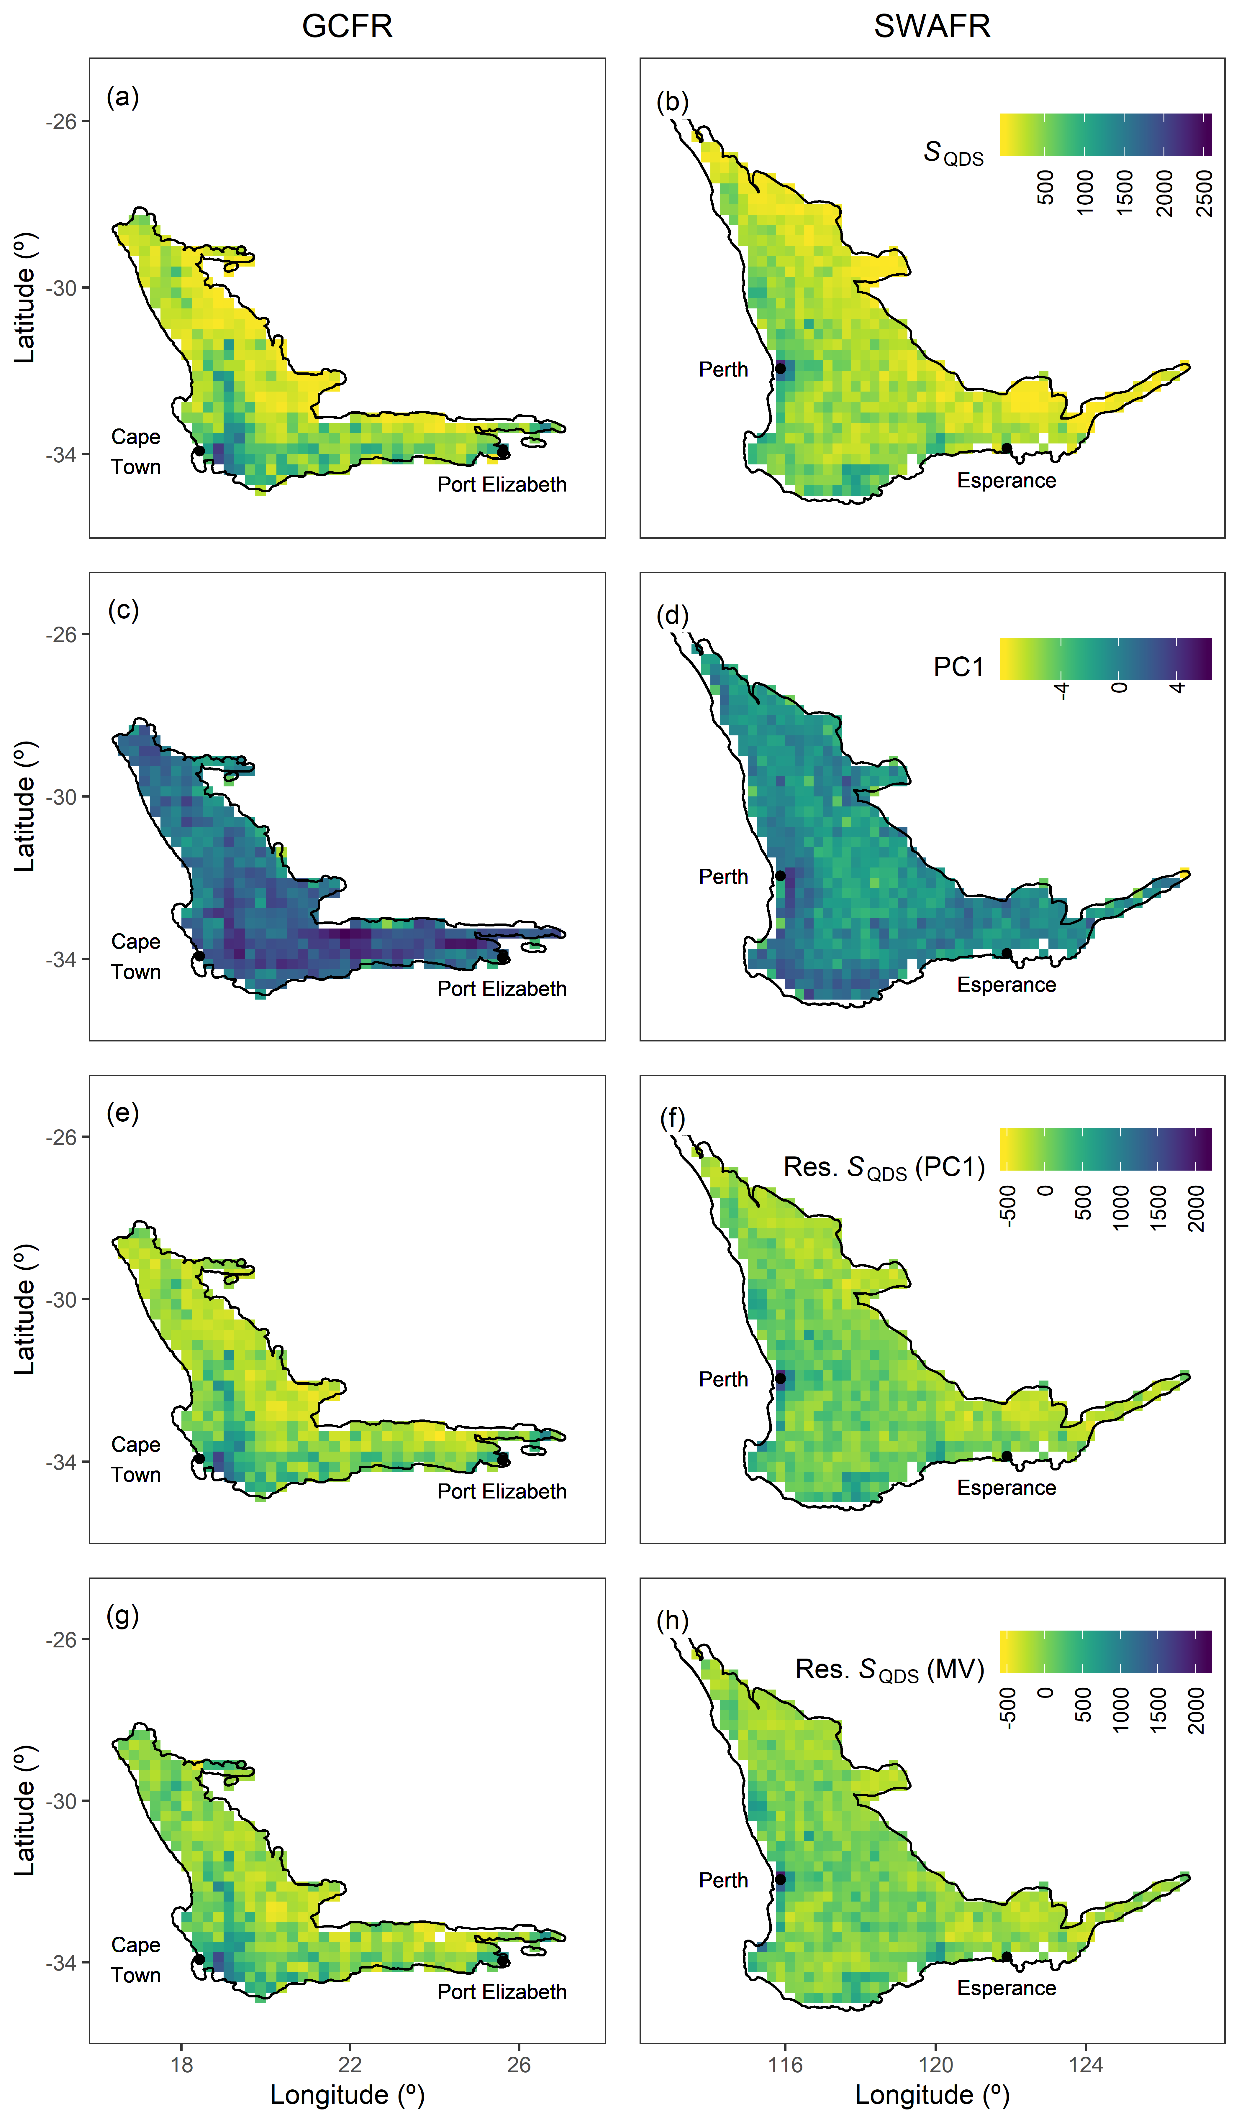 GCFR
SWAFR
(a)
-26
-30
-34
Latitude (º)
Cape
Town
Port Elizabeth
(b)
SQDS
500
1000
1500
2000
2500
Perth
Esperance
(c)
-26
-30
-34
Latitude (º)
Cape
Town
Port Elizabeth
(d)
PC1
-4
0
4
Perth
Esperance
(e)
-26
-30
-34
Latitude (º)
Cape
Town
Port Elizabeth
(f)
Res. SQDS (PC1)
-500
0
500
1000
1500
2000
Perth
Esperance
(g)
-26
-30
-34
Latitude (º)
Cape
Town
Port Elizabeth
18
22
26
Longitude (º)
(h)
Res. SQDS (MV)
-500
0
500
1000
1500
2000
Perth
Esperance
116
120
124
Longitude (º)